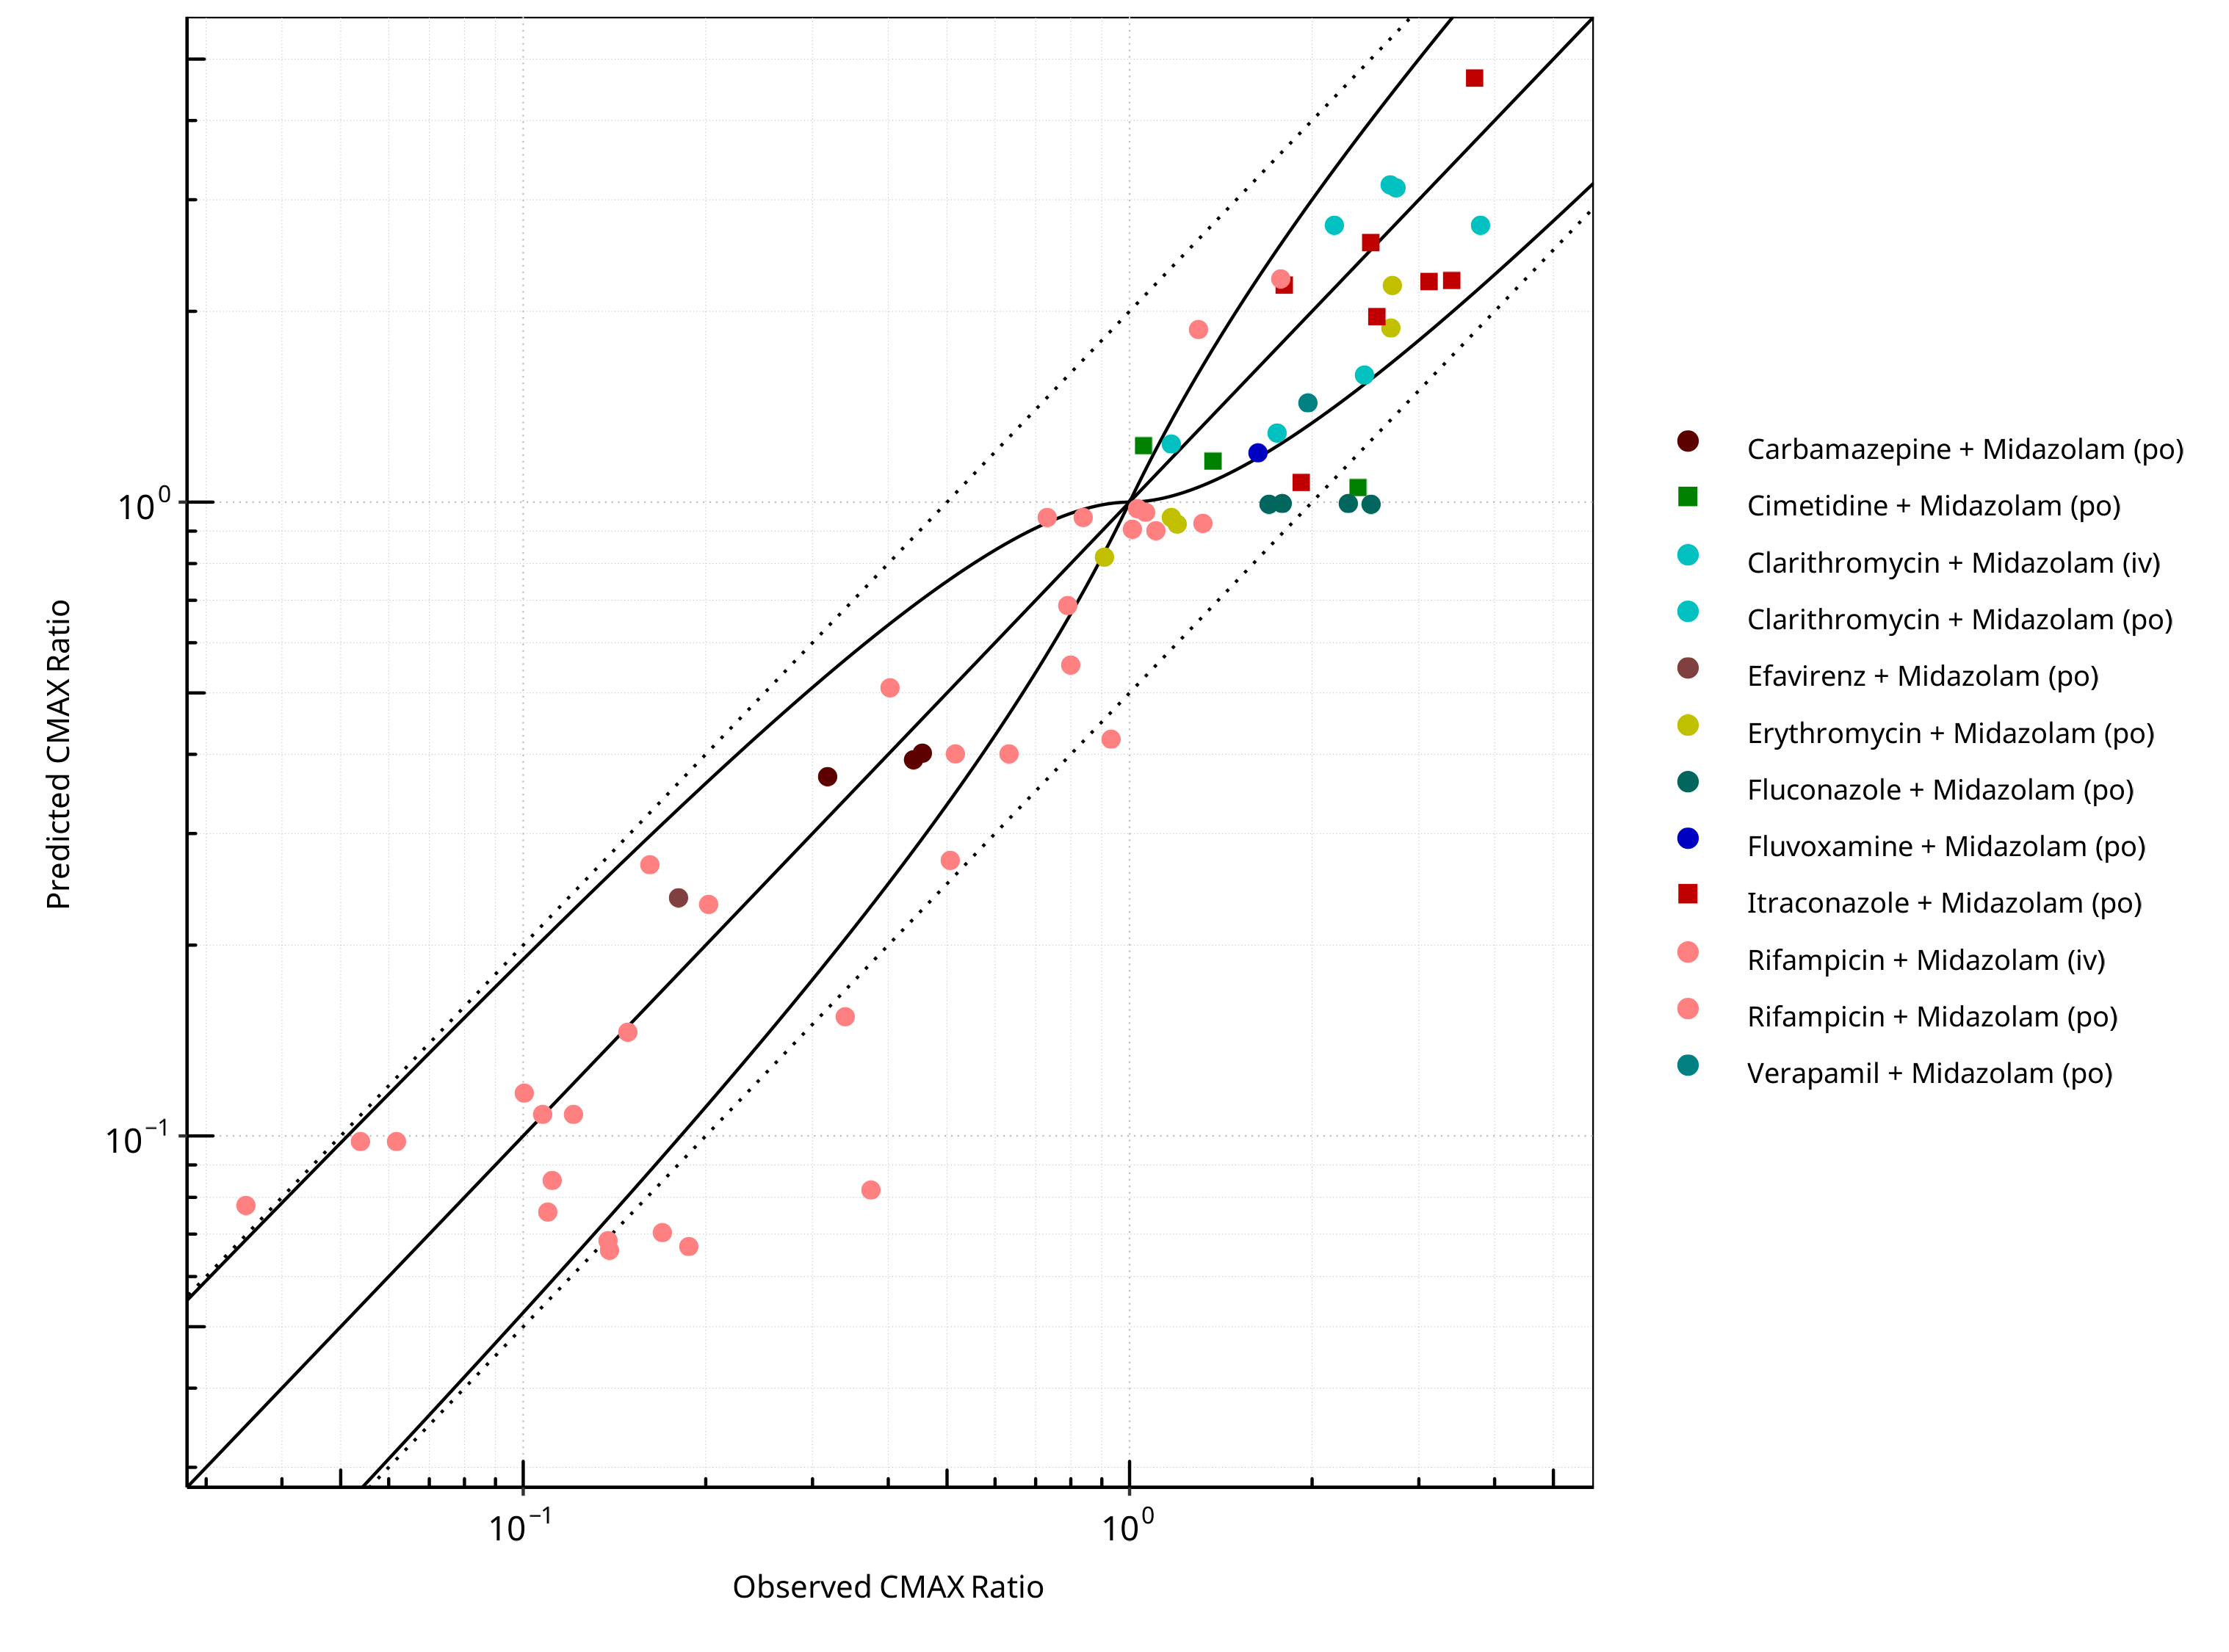 Predicted CMAX Ratio
10⁰
10⁻¹
10⁻¹
10⁰
Observed CMAX Ratio
Carbamazepine + Midazolam (po)
Cimetidine + Midazolam (po)
Clarithromycin + Midazolam (iv)
Clarithromycin + Midazolam (po)
Efavirenz + Midazolam (po)
Erythromycin + Midazolam (po)
Fluconazole + Midazolam (po)
Fluvoxamine + Midazolam (po)
Itraconazole + Midazolam (po)
Rifampicin + Midazolam (iv)
Rifampicin + Midazolam (po)
Verapamil + Midazolam (po)